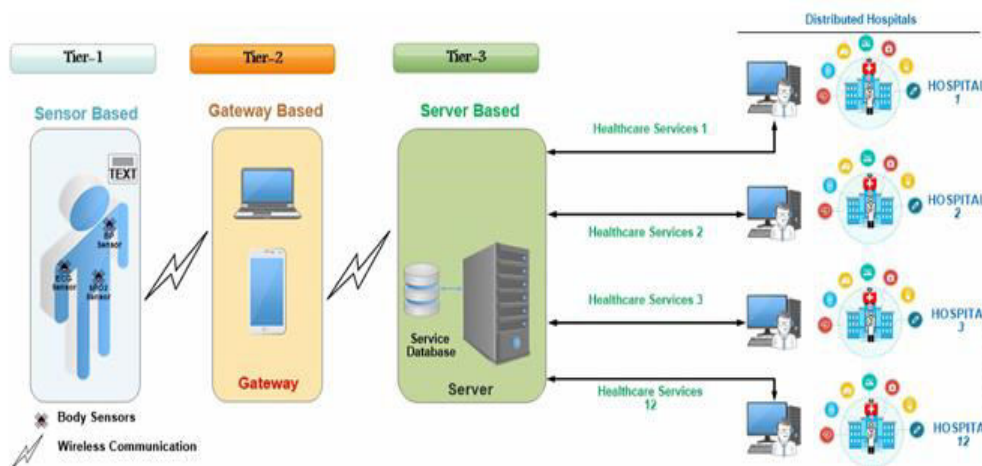 Distributed Hospitals
Tier-1
Tier-2
Tier-3
Sensor Based
Gateway Based
Server Based
TEXT
BP
Sensor
ECG
Sensor
SPO2
Sensor
Gateway
Service
Database
Server
Healthcare Services 1
Healthcare Services 2
Healthcare Services 3
Healthcare Services
12
HOSPITAL
1
HOSPITAL
2
HOSPITAL
3
HOSPITAL
12
Body Sensors
Wireless Communication